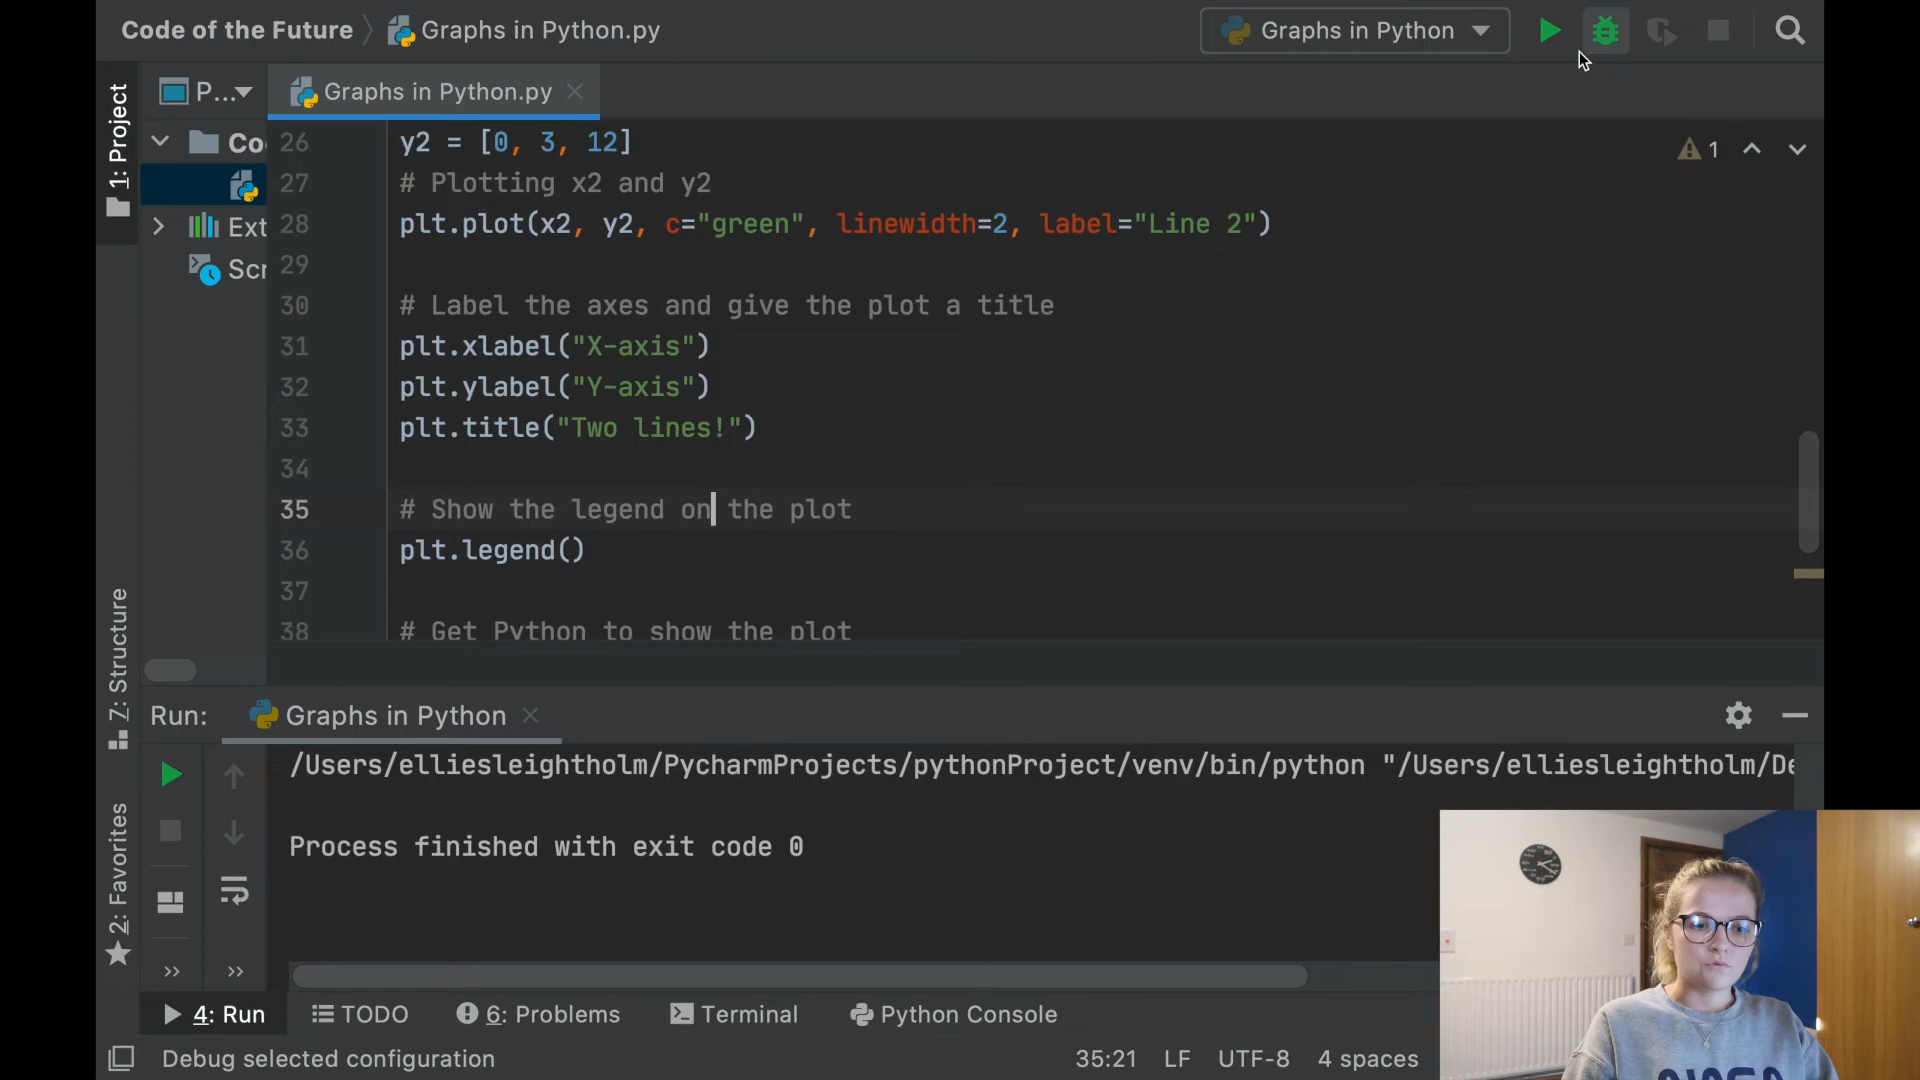 Code of the Future
Graphs in Python.py
Graphs in Python
1: Project
P...
Graphs in Python.py
Co
Ext
Scr
26 y2 = [0, 3, 12]
27 # Plotting x2 and y2
28 plt.plot(x2, y2, c="green", linewidth=2, label="Line 2")
29
30 # Label the axes and give the plot a title
31 plt.xlabel("X-axis")
32 plt.ylabel("Y-axis")
33 plt.title("Two lines!")
34
35 # Show the legend on the plot
36 plt.legend()
37
38 # Get Python to show the plot
1
7: Structure
2: Favorites
Run:
Graphs in Python
/Users/elliesleightholm/PycharmProjects/pythonProject/venv/bin/python "/Users/elliesleightholm/De
Process finished with exit code 0
4: Run
TODO
6: Problems
Terminal
Python Console
Debug selected configuration
35:21
LF
UTF-8
4 spaces